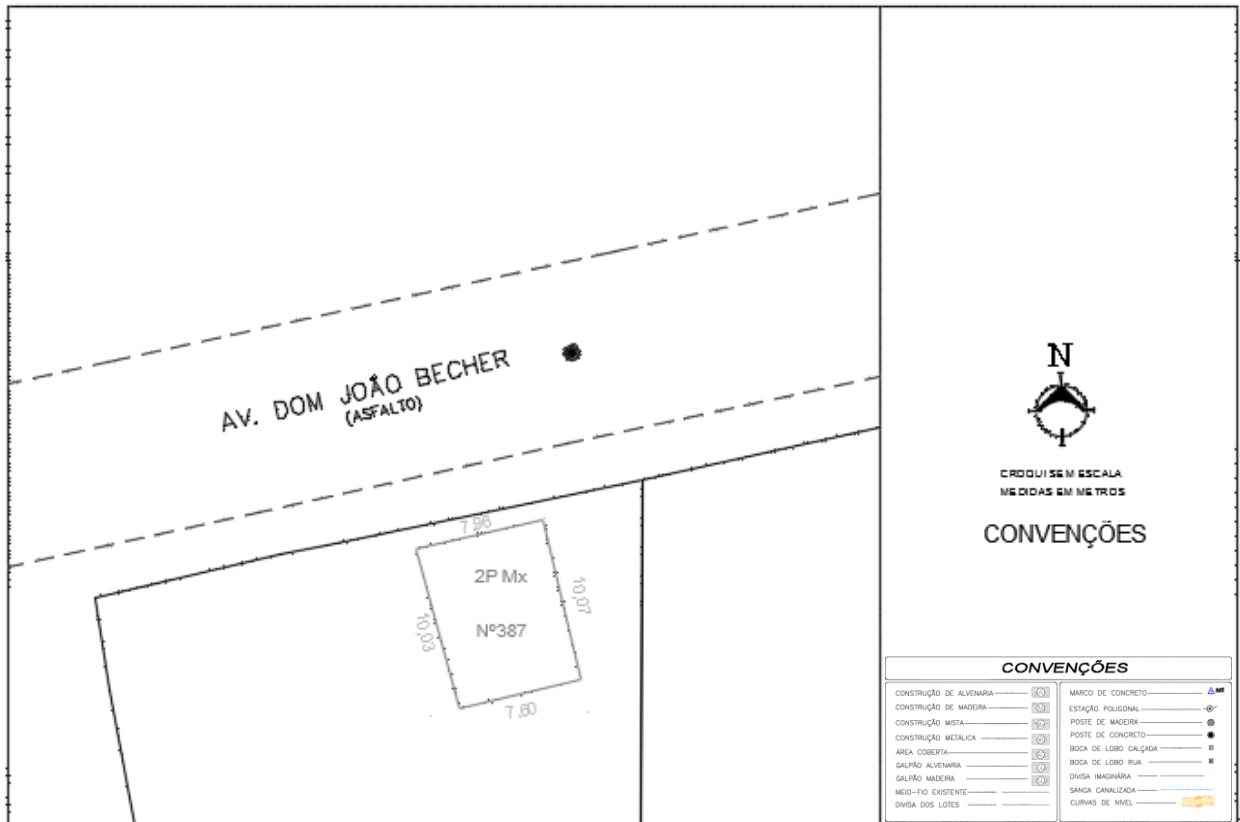 AV. DOM JOÃO BECHER
(ASFALTO)
7,96
2P Mx
10,07
10,03
Nº387
7,60
N
CROQUI SEM ESCALA
MEDIDAS EM METROS
CONVENÇÕES
CONVENÇÕES
CONSTRUÇÃO DE ALVENARIA
CONSTRUÇÃO DE MADEIRA
CONSTRUÇÃO MISTA
CONSTRUÇÃO METÁLICA
ÁREA COBERTA
GALPÃO ALVENARIA
GALPÃO MADEIRA
MEIO-FIO EXISTENTE
DIVISA DOS LOTES
MARCO DE CONCRETO
ESTAÇÃO POLIGONAL
POSTE DE MADEIRA
POSTE DE CONCRETO
BOCA DE LOBO CALÇADA
BOCA DE LOBO RUA
DIVISA IMAGINÁRIA
SANGA CANALIZADA
CURVAS DE NÍVEL